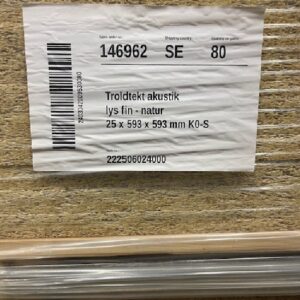 146962 SE 80
Troldtekt akustik
lys fin - natur
25 x 593 x 593 mm K0-S
222506024000